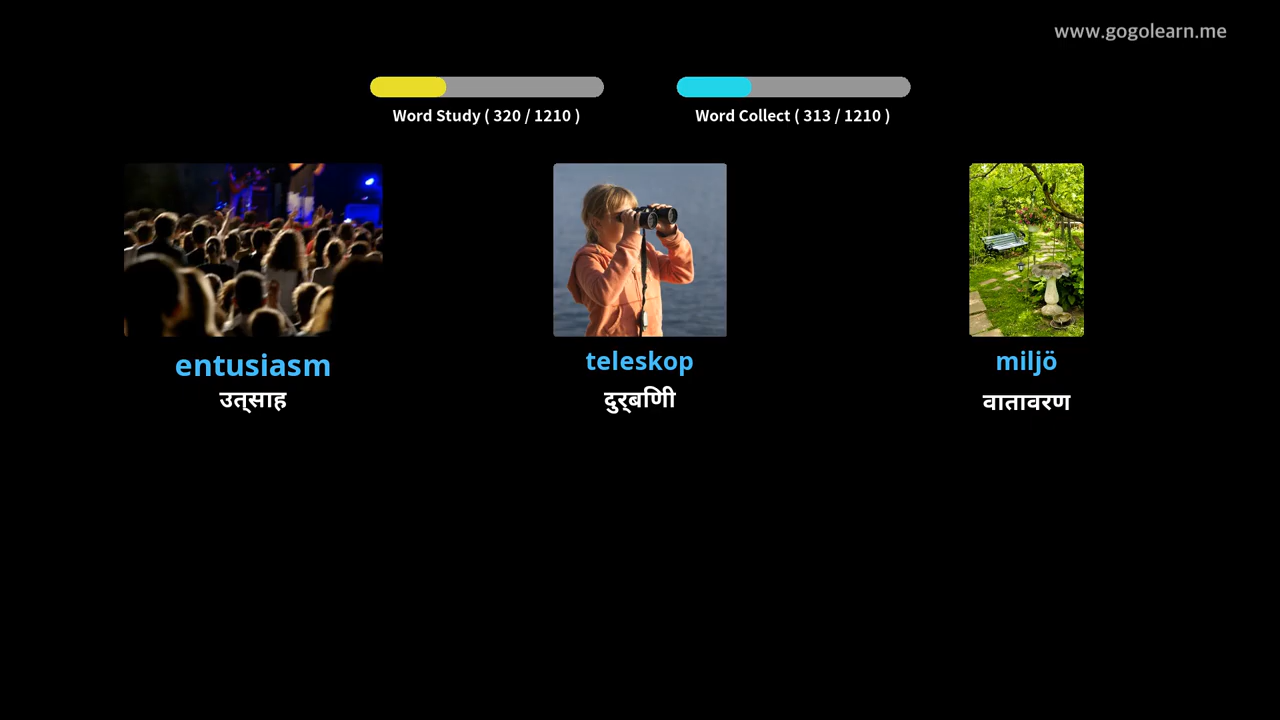 www.gogolearn.me
Word Study ( 320 / 1210 )
Word Collect ( 313 / 1210 )
entusiasm
teleskop
miljö
उत्साह
दुर्बिणी
वातावरण